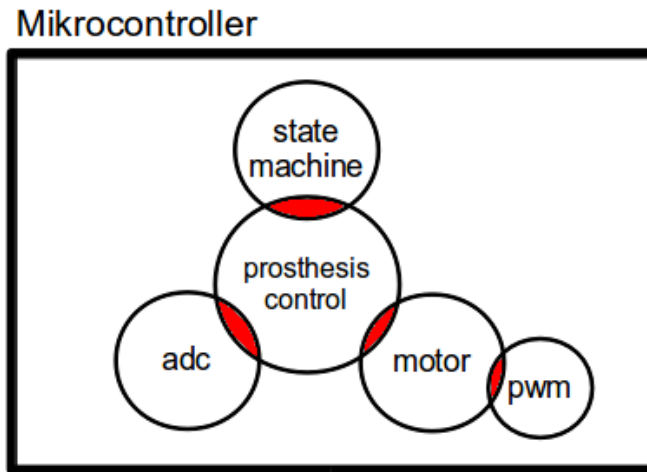 Mikrocontroller
state
machine
prosthesis
control
adc
motor
pwm